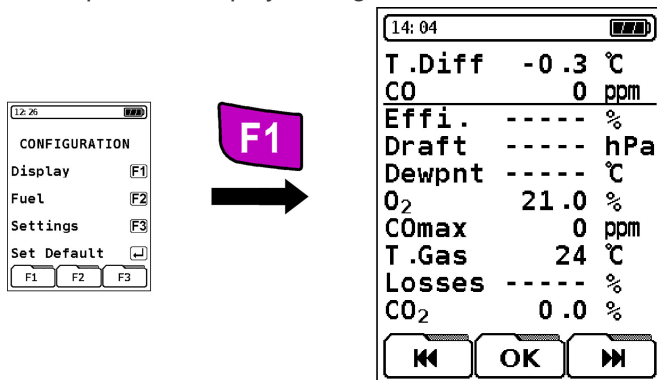 12:26
CONFIGURATION
Display F1
Fuel F2
Settings F3
Set Default ↵
F1 F2 F3
F1
14:04
T.Diff -0.3 ℃
CO 0 ppm
Effi. ----- %
Draft ----- hPa
Dewpnt ----- ℃
O₂ 21.0 %
COmax 0 ppm
T.Gas 24 ℃
Losses ----- %
CO₂ 0.0 %
⏮ OK ⏭